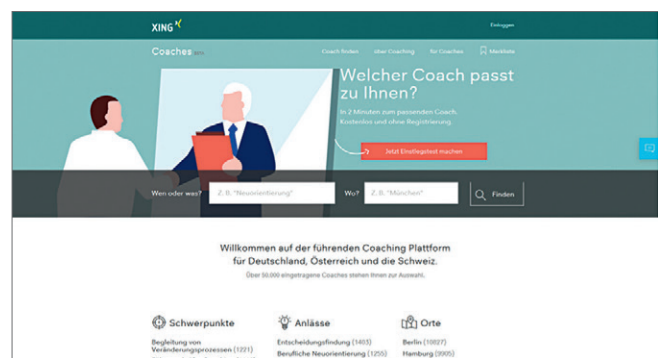 XING
Einloggen
Coaches
Coach finden über Coaching für Coaches Merkliste
Welcher Coach passt
zu Ihnen?
In 2 Minuten zum passenden Coach.
Kostenlos und ohne Registrierung.
Jetzt Einstiegstest machen
Wen oder was? Z. B. "Neuorientierung" Wo? Z. B. "München" Finden
Willkommen auf der führenden Coaching Plattform
für Deutschland, Österreich und die Schweiz.
Über 30.000 eingetragene Coaches stehen Ihnen zur Auswahl.
Schwerpunkte Anlässe Orte
Begleitung von
Veränderungsprozessen (1221)
Entscheidungsfindung (1403)
Berufliche Neuorientierung (1255)
Berlin (10827)
Hamburg (9905)